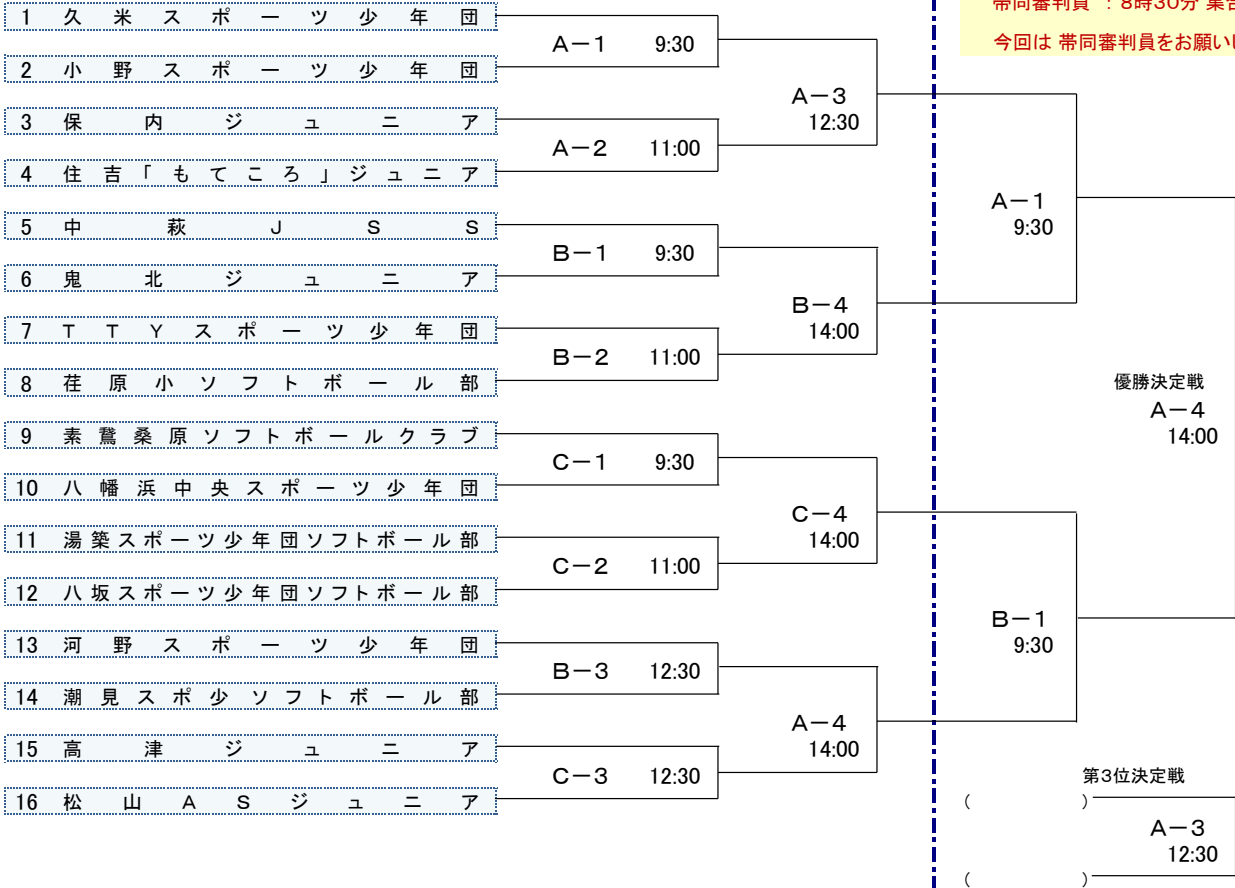 帯同審判員 : 8時30分 集合
今回は 帯同審判員をお願いし
1 久米スポーツ少年団
A-1 9:30
2 小野スポーツ少年団
A-3
12:30
3 保内ジュニア
A-2 11:00
4 住吉「もてころ」ジュニア
A-1
9:30
5 中萩JSS
B-1 9:30
6 鬼北ジュニア
B-4
14:00
7 TTYスポーツ少年団
B-2 11:00
8 荏原小ソフトボール部
優勝決定戦
A-4
14:00
9 素鵞桑原ソフトボールクラブ
C-1 9:30
10 八幡浜中央スポーツ少年団
C-4
14:00
11 湯築スポーツ少年団ソフトボール部
C-2 11:00
12 八坂スポーツ少年団ソフトボール部
B-1
9:30
13 河野スポーツ少年団
B-3 12:30
14 潮見スポ少ソフトボール部
A-4
14:00
15 高津ジュニア
C-3 12:30
16 松山ASジュニア
第3位決定戦
( )
A-3
12:30
( )